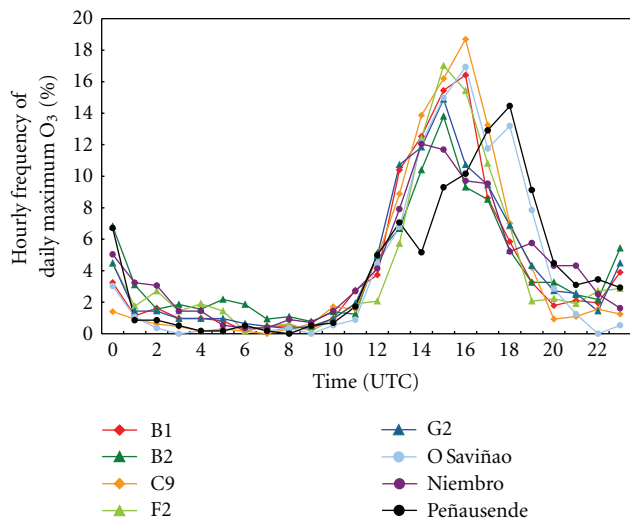 Hourly frequency of
daily maximum O3 (%)
20
18
16
14
12
10
8
6
4
2
0
0 2 4 6 8 10 12 14 16 18 20 22
Time (UTC)
B1
B2
C9
F2
G2
O Saviñao
Niembro
Peñausende